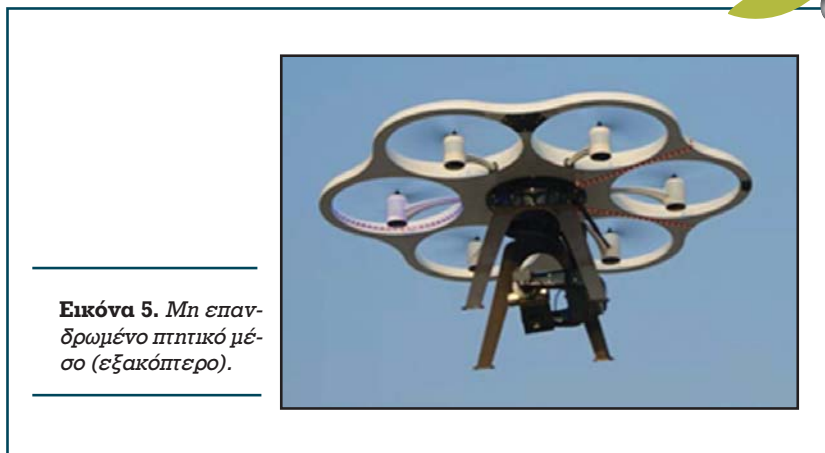 Εικόνα 5. Μη επαν-
δρωμένο πτητικό μέ-
σο (εξακόπτερο).